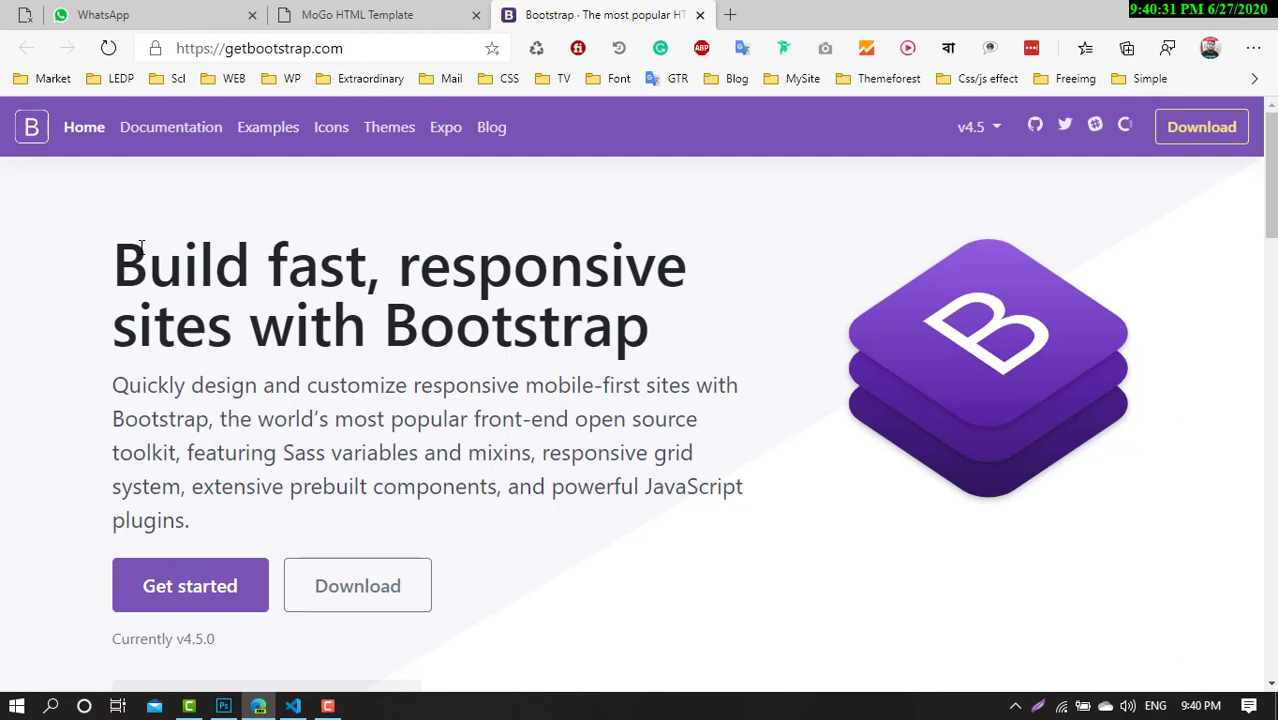 9:40:31 PM 6/27/2020
WhatsApp
MoGo HTML Template
Bootstrap · The most popular HT
https://getbootstrap.com
ABP
বা
Market LEDP Scl WEB WP Extraordinary Mail CSS TV Font GTR Blog MySite Themeforest Css/js effect Freeimg Simple
B Home Documentation Examples Icons Themes Expo Blog v4.5 Download
Build fast, responsive
sites with Bootstrap
Quickly design and customize responsive mobile-first sites with
Bootstrap, the world’s most popular front-end open source
toolkit, featuring Sass variables and mixins, responsive grid
system, extensive prebuilt components, and powerful JavaScript
plugins.
B
Get started Download
Currently v4.5.0
Ps
ENG 9:40 PM